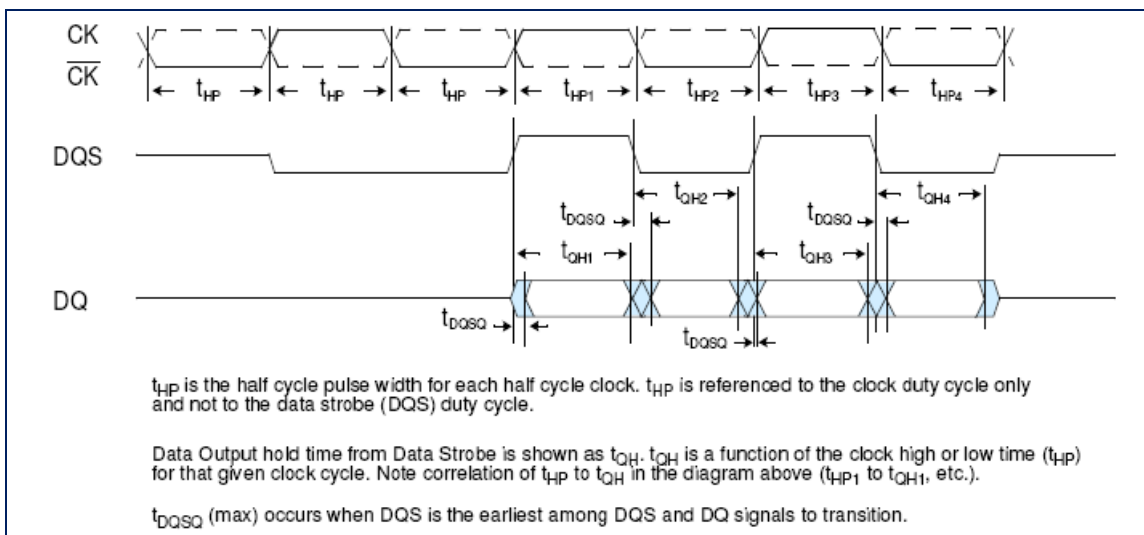 CK
CK
tHP tHP tHP tHP1 tHP2 tHP3 tHP4
DQS
tDQSQ tQH2 tDQSQ tQH4
tQH1 tQH3
DQ
tDQSQ tDQSQ
tHP is the half cycle pulse width for each half cycle clock. tHP is referenced to the clock duty cycle only
and not to the data strobe (DQS) duty cycle.
Data Output hold time from Data Strobe is shown as tQH. tQH is a function of the clock high or low time (tHP)
for that given clock cycle. Note correlation of tHP to tQH in the diagram above (tHP1 to tQH1, etc.).
tDQSQ (max) occurs when DQS is the earliest among DQS and DQ signals to transition.